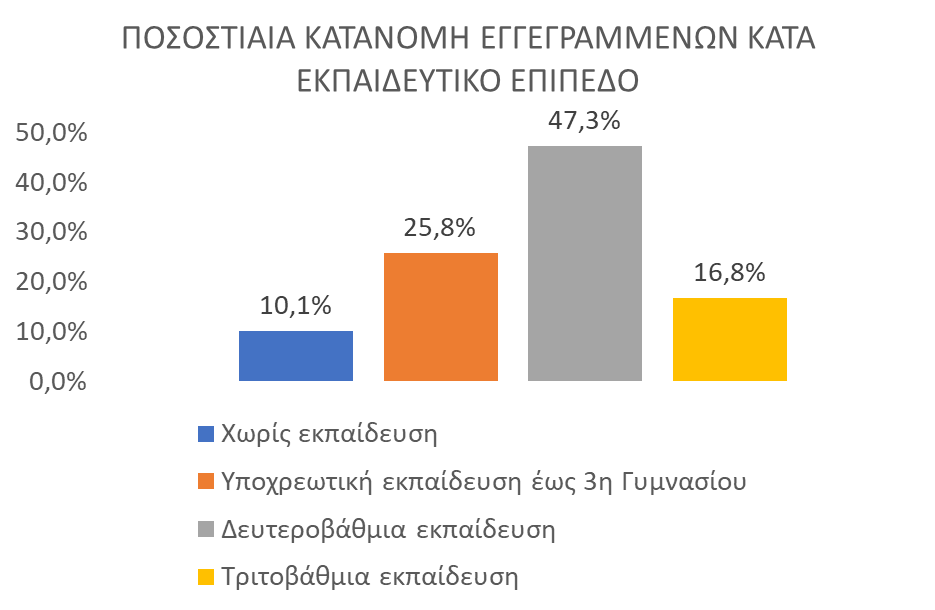 ΠΟΣΟΣΤΙΑΙΑ ΚΑΤΑΝΟΜΗ ΕΓΓΕΓΡΑΜΜΕΝΩΝ ΚΑΤΑ
ΕΚΠΑΙΔΕΥΤΙΚΟ ΕΠΙΠΕΔΟ
50,0%
40,0%
30,0%
20,0%
10,0%
0,0%
10,1%
25,8%
47,3%
16,8%
Χωρίς εκπαίδευση
Υποχρεωτική εκπαίδευση έως 3η Γυμνασίου
Δευτεροβάθμια εκπαίδευση
Τριτοβάθμια εκπαίδευση